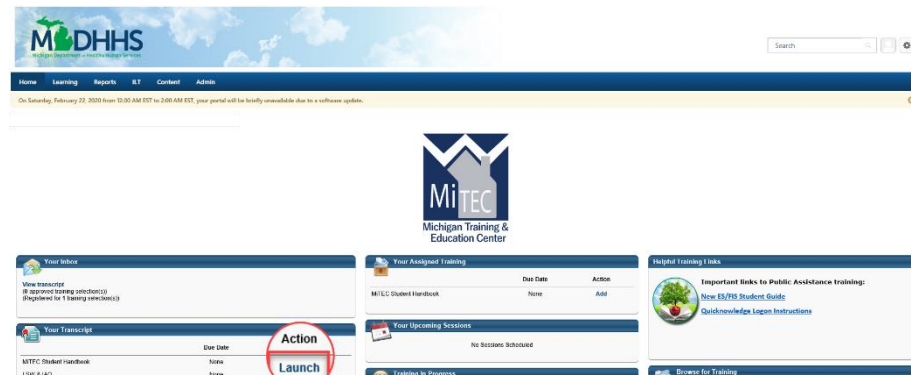 MDHHS
Michigan Department of Health & Human Services
Search
Home Learning Reports ILT Content Admin
On Saturday, February 22, 2020 from 12:00 AM EST to 2:00 AM EST, your portal will be briefly unavailable due to a software update.
MiTEC
Michigan Training &
Education Center
Your Inbox
View transcript
approved training selection(s))
(Registered for 1 training selection(s))
Your Transcript
Due Date
Action
MiTEC Student Handbook None
None
Launch
Your Assigned Training
Due Date Action
MiTEC Student Handbook None Add
Your Upcoming Sessions
No Sessions Scheduled
Training in Progress
Helpful Training Links
Important links to Public Assistance training:
New ES/FIS Student Guide
Quicknowledge Logon Instructions
Browse for Training